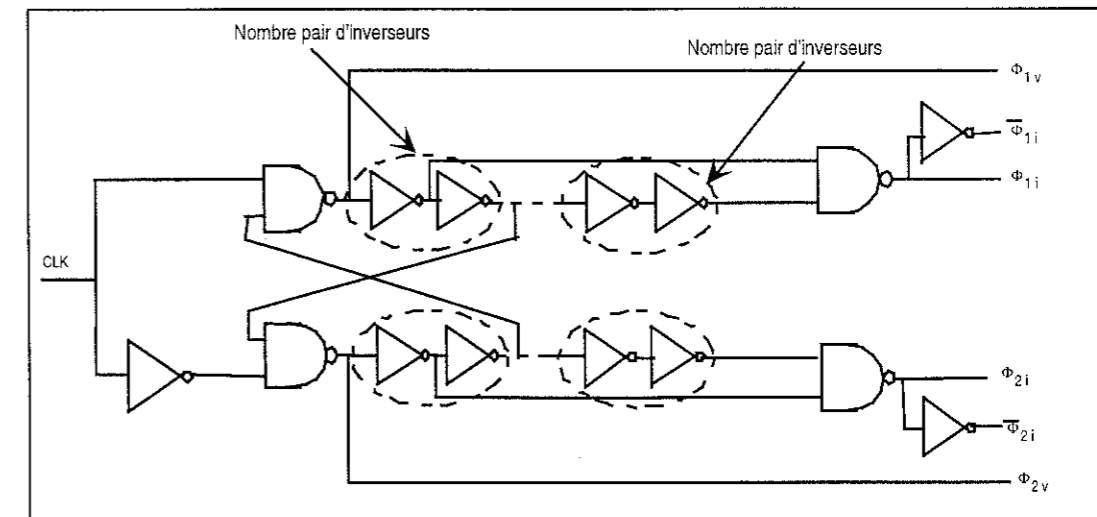 Nombre pair d'inverseurs
Nombre pair d'inverseurs
Φ1v
Φ̅1i
Φ1i
CLK
Φ2i
Φ̅2i
Φ2v